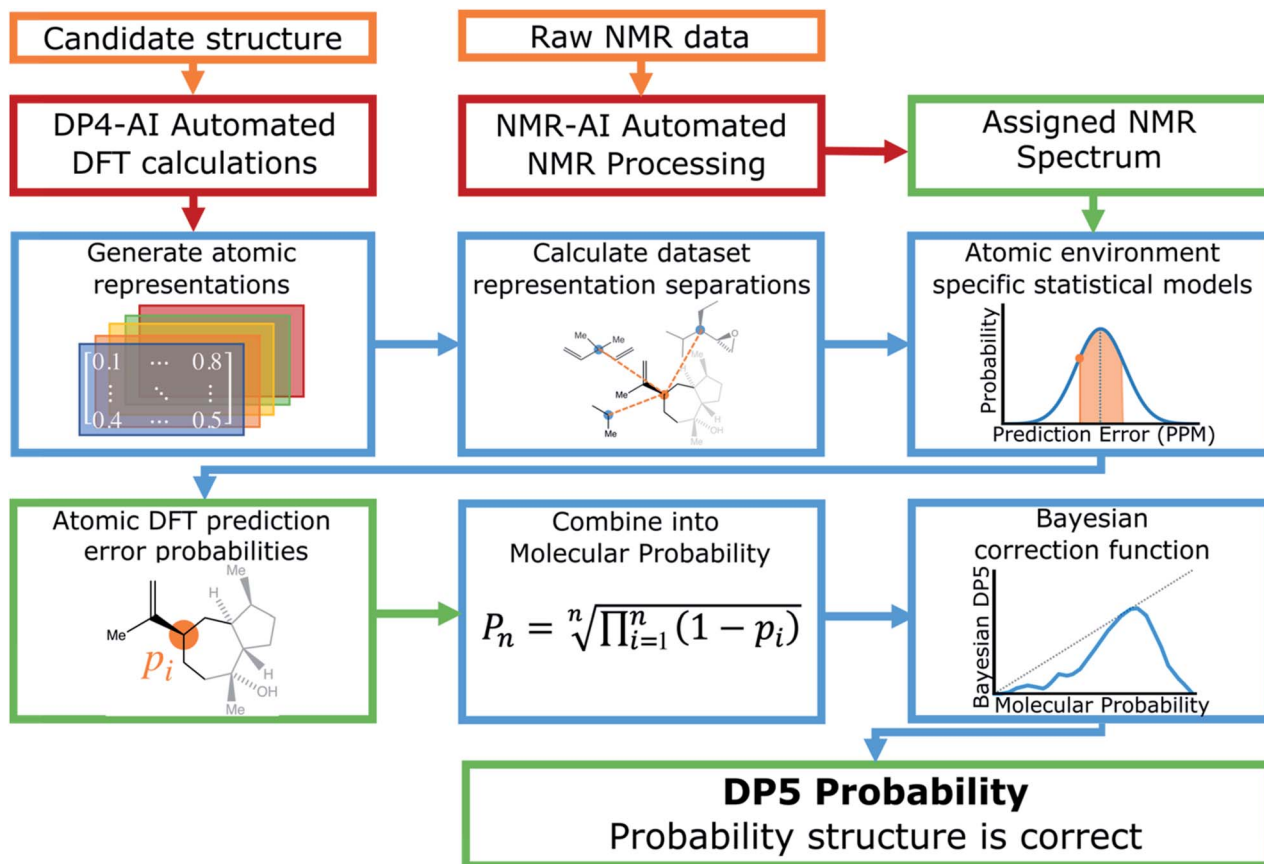 Candidate structure
Raw NMR data
DP4-AI Automated
DFT calculations
NMR-AI Automated
NMR Processing
Assigned NMR
Spectrum
Generate atomic
representations
0.1 ··· 0.8
⋮ ⋱ ⋮
0.4 ··· 0.5
Calculate dataset
representation separations
Me
Me
O
Me
Me
H
H
Me
OH
Me
Atomic environment
specific statistical models
Probability
Prediction Error (PPM)
Atomic DFT prediction
error probabilities
Me
H
Me
p_i
H
OH
Me
Combine into
Molecular Probability
P_n = ⁿ√∏ⁿᵢ₌₁ (1 − p_i)
Bayesian
correction function
Bayesian DP5
Molecular Probability
DP5 Probability
Probability structure is correct